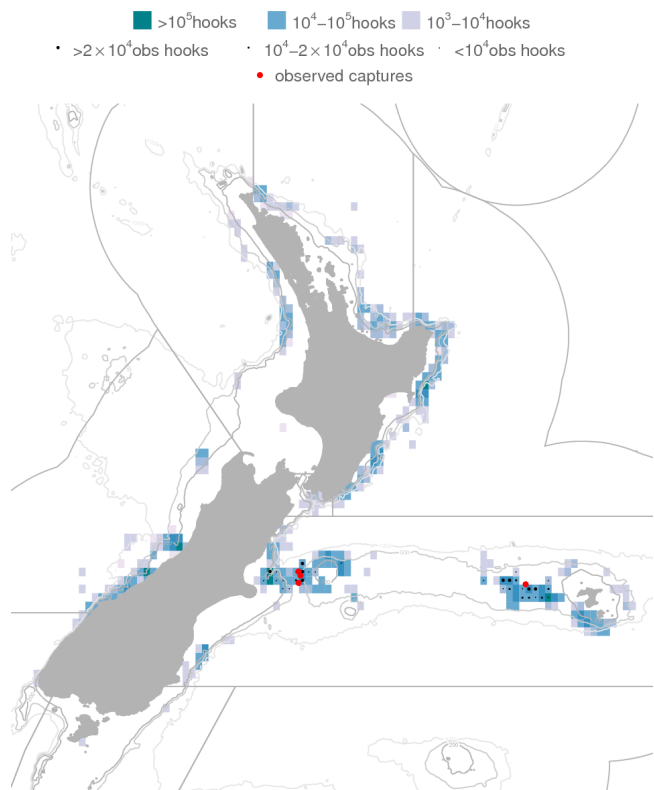 >10⁵hooks 10⁴−10⁵hooks 10³−10⁴hooks
>2×10⁴obs hooks 10⁴−2×10⁴obs hooks <10⁴obs hooks
observed captures